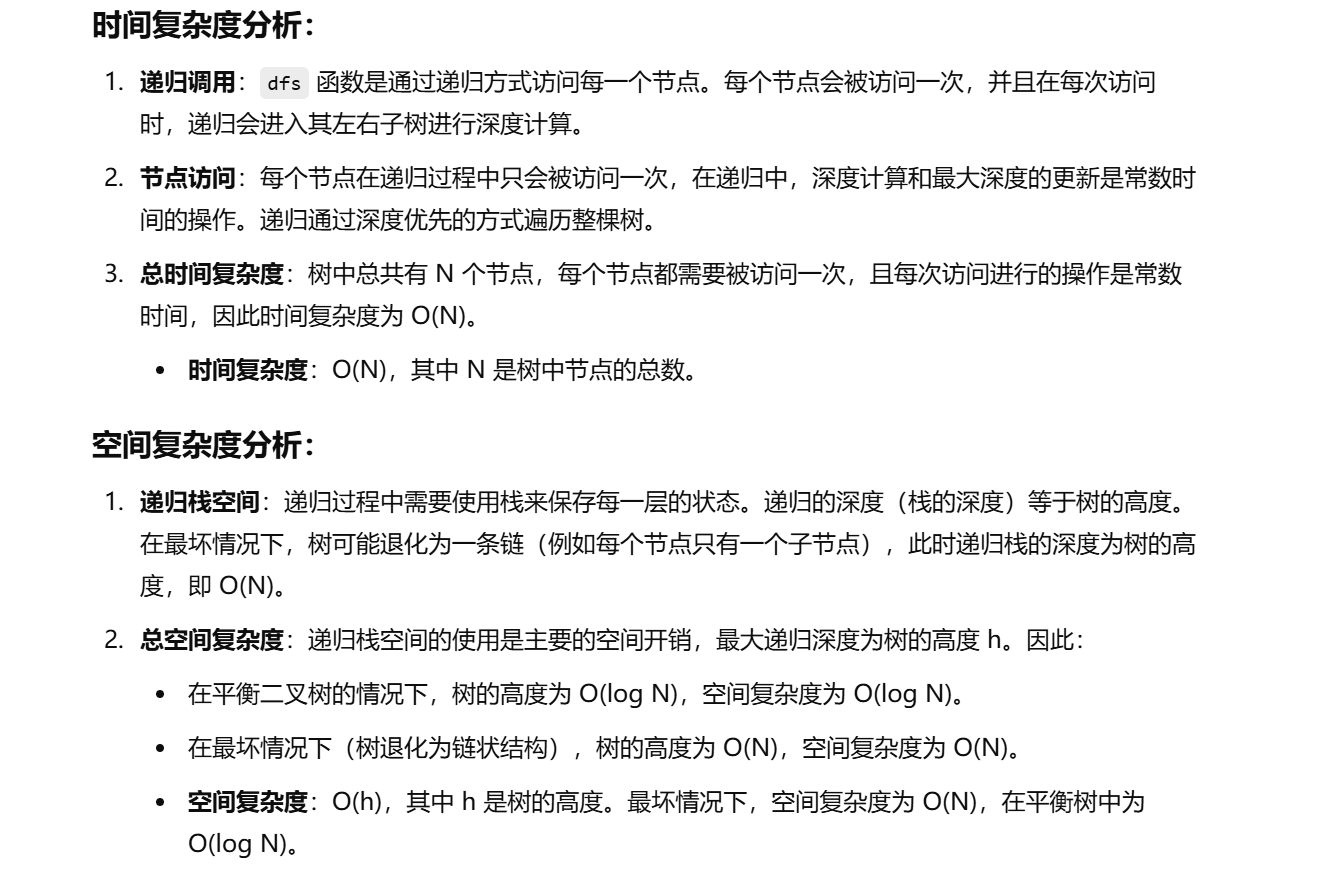 时间复杂度分析：
1. 递归调用：dfs 函数是通过递归方式访问每一个节点。每个节点会被访问一次，并且在每次访问
时，递归会进入其左右子树进行深度计算。
2. 节点访问：每个节点在递归过程中只会被访问一次，在递归中，深度计算和最大深度的更新是常数时
间的操作。递归通过深度优先的方式遍历整棵树。
3. 总时间复杂度：树中总共有 N 个节点，每个节点都需要被访问一次，且每次访问进行的操作是常数
时间，因此时间复杂度为 O(N)。
• 时间复杂度：O(N)，其中 N 是树中节点的总数。
空间复杂度分析：
1. 递归栈空间：递归过程中需要使用栈来保存每一层的状态。递归的深度（栈的深度）等于树的高度。
在最坏情况下，树可能退化为一条链（例如每个节点只有一个子节点），此时递归栈的深度为树的高
度，即 O(N)。
2. 总空间复杂度：递归栈空间的使用是主要的空间开销，最大递归深度为树的高度 h。因此：
• 在平衡二叉树的情况下，树的高度为 O(log N)，空间复杂度为 O(log N)。
• 在最坏情况下（树退化为链状结构），树的高度为 O(N)，空间复杂度为 O(N)。
• 空间复杂度：O(h)，其中 h 是树的高度。最坏情况下，空间复杂度为 O(N)，在平衡树中为
O(log N)。